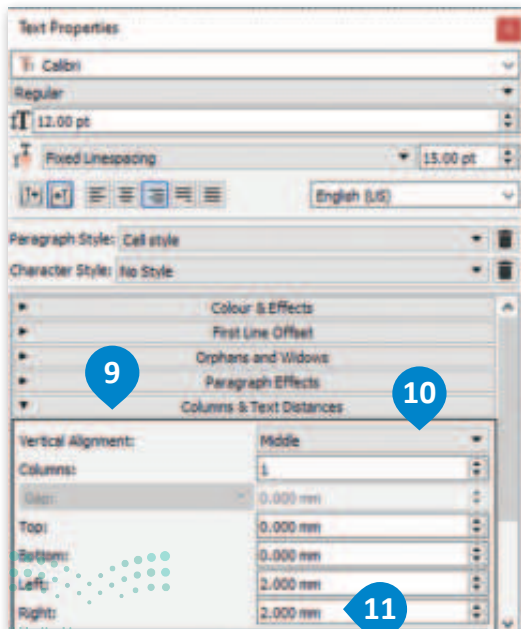 Text Properties
Calibri
Regular
12.00 pt
Fixed Linespacing 15.00 pt
English (US)
Paragraph Style: Cell style
Character Style: No Style
Colour & Effects
First Line Offset
Orphans and Widows
9
Paragraph Effects
10
Columns & Text Distances
Vertical Alignment: Middle
Columns: 1
Gap: 0.000 mm
Top: 0.000 mm
Bottom: 0.000 mm
Left: 2.000 mm
Right: 2.000 mm
11